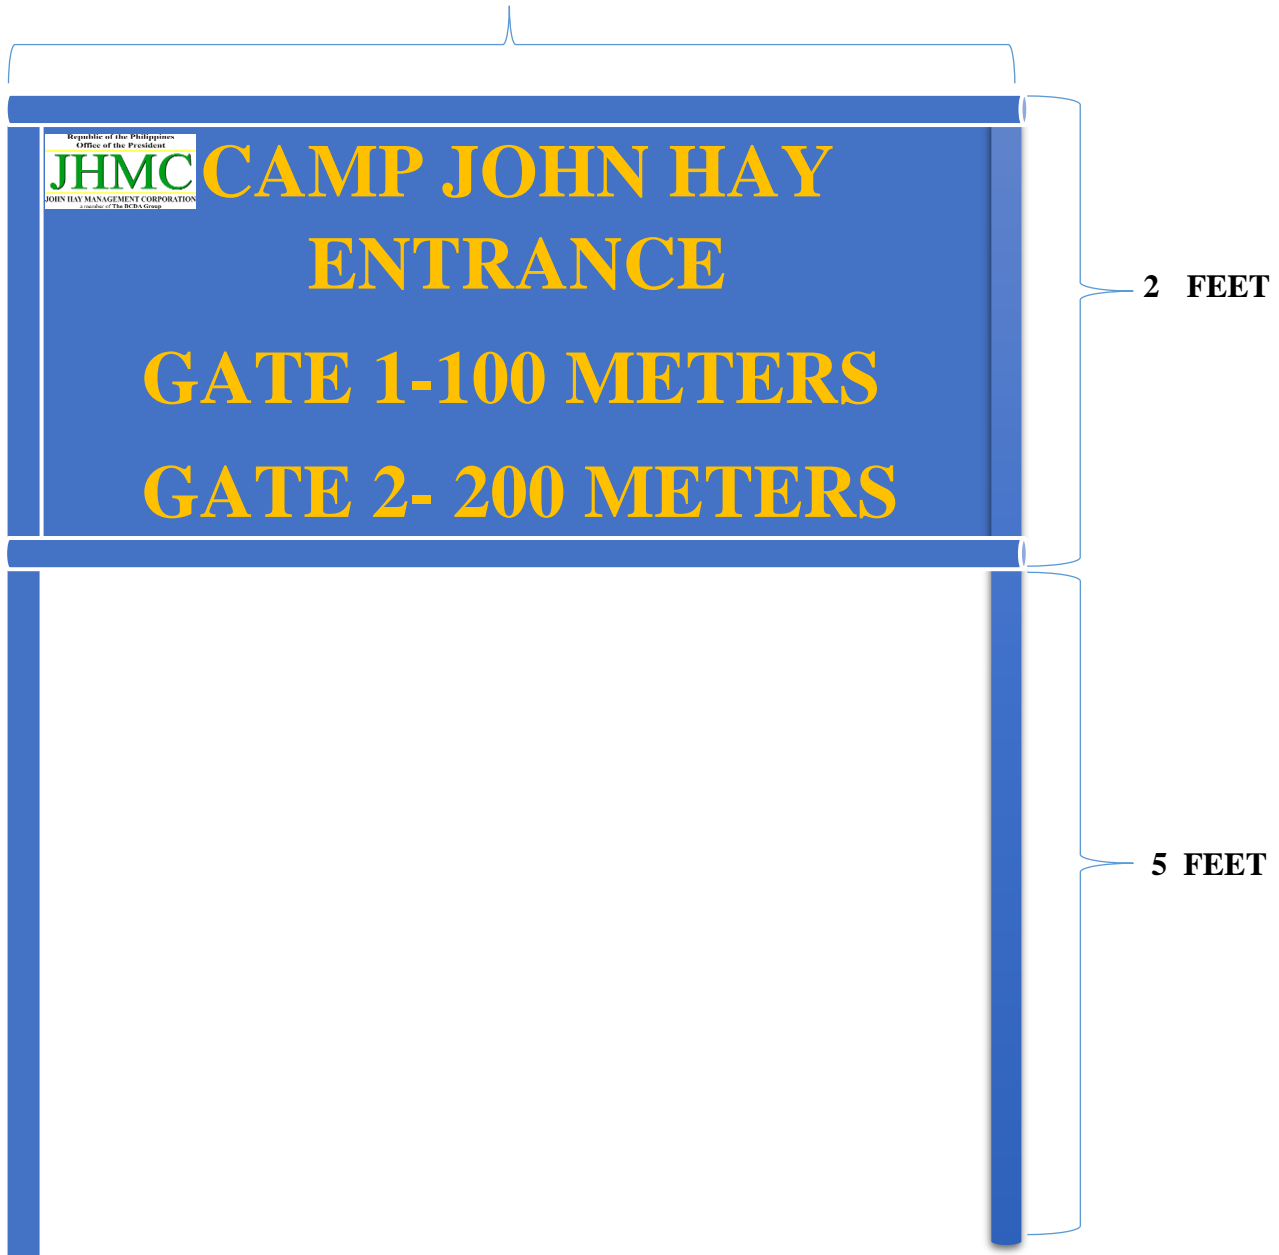 Republic of the Philippines
Office of the President
JHMC
JOHN HAY MANAGEMENT CORPORATION
a member of The BCDA Group
CAMP JOHN HAY
ENTRANCE
GATE 1-100 METERS
GATE 2- 200 METERS
2 FEET
5 FEET